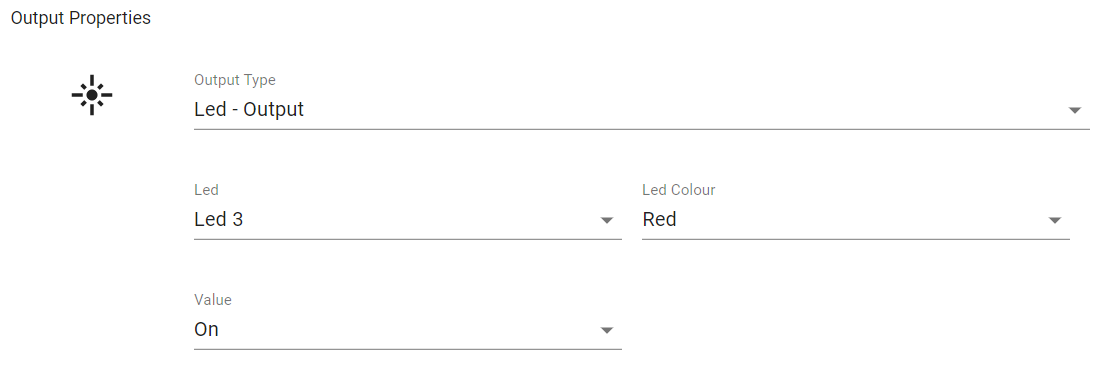 Output Properties
Output Type
Led - Output
Led
Led Colour
Led 3
Red
Value
On